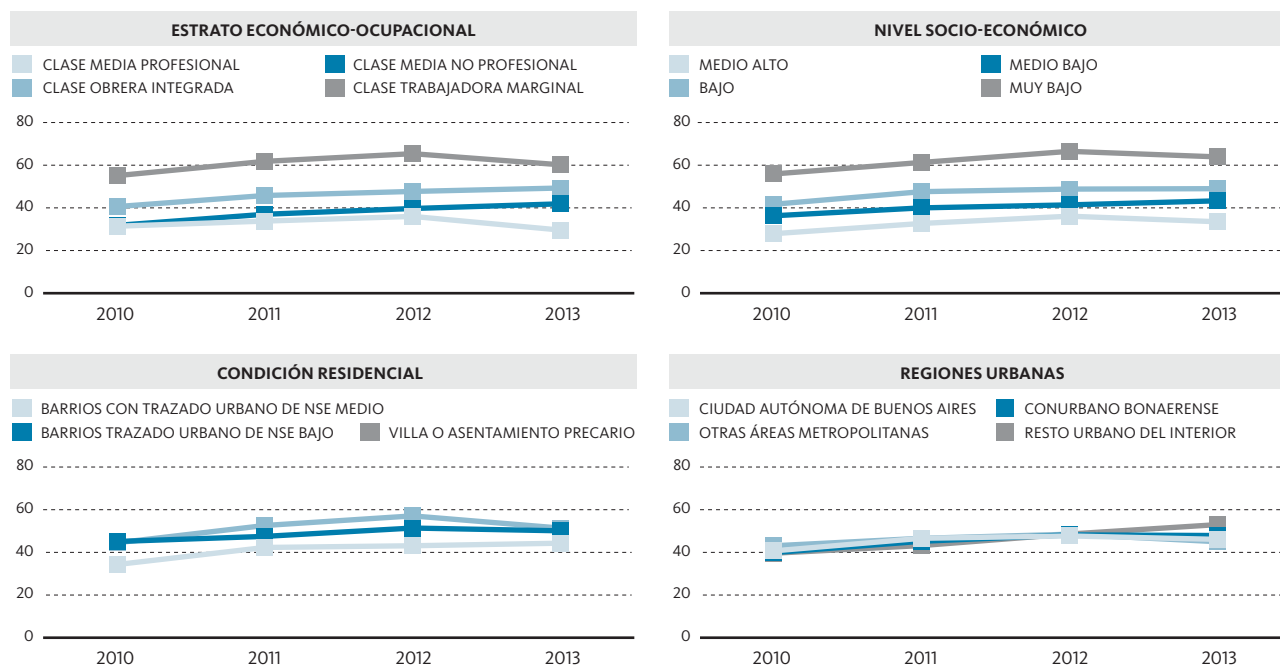 ESTRATO ECONÓMICO-OCUPACIONAL
CLASE MEDIA PROFESIONAL
CLASE MEDIA NO PROFESIONAL
CLASE OBRERA INTEGRADA
CLASE TRABAJADORA MARGINAL
80
60
40
20
0
2010 2011 2012 2013
NIVEL SOCIO-ECONÓMICO
MEDIO ALTO
MEDIO BAJO
BAJO
MUY BAJO
80
60
40
20
0
2010 2011 2012 2013
CONDICIÓN RESIDENCIAL
BARRIOS CON TRAZADO URBANO DE NSE MEDIO
BARRIOS TRAZADO URBANO DE NSE BAJO
VILLA O ASENTAMIENTO PRECARIO
80
60
40
20
0
2010 2011 2012 2013
REGIONES URBANAS
CIUDAD AUTÓNOMA DE BUENOS AIRES
CONURBANO BONAERENSE
OTRAS ÁREAS METROPOLITANAS
RESTO URBANO DEL INTERIOR
80
60
40
20
0
2010 2011 2012 2013